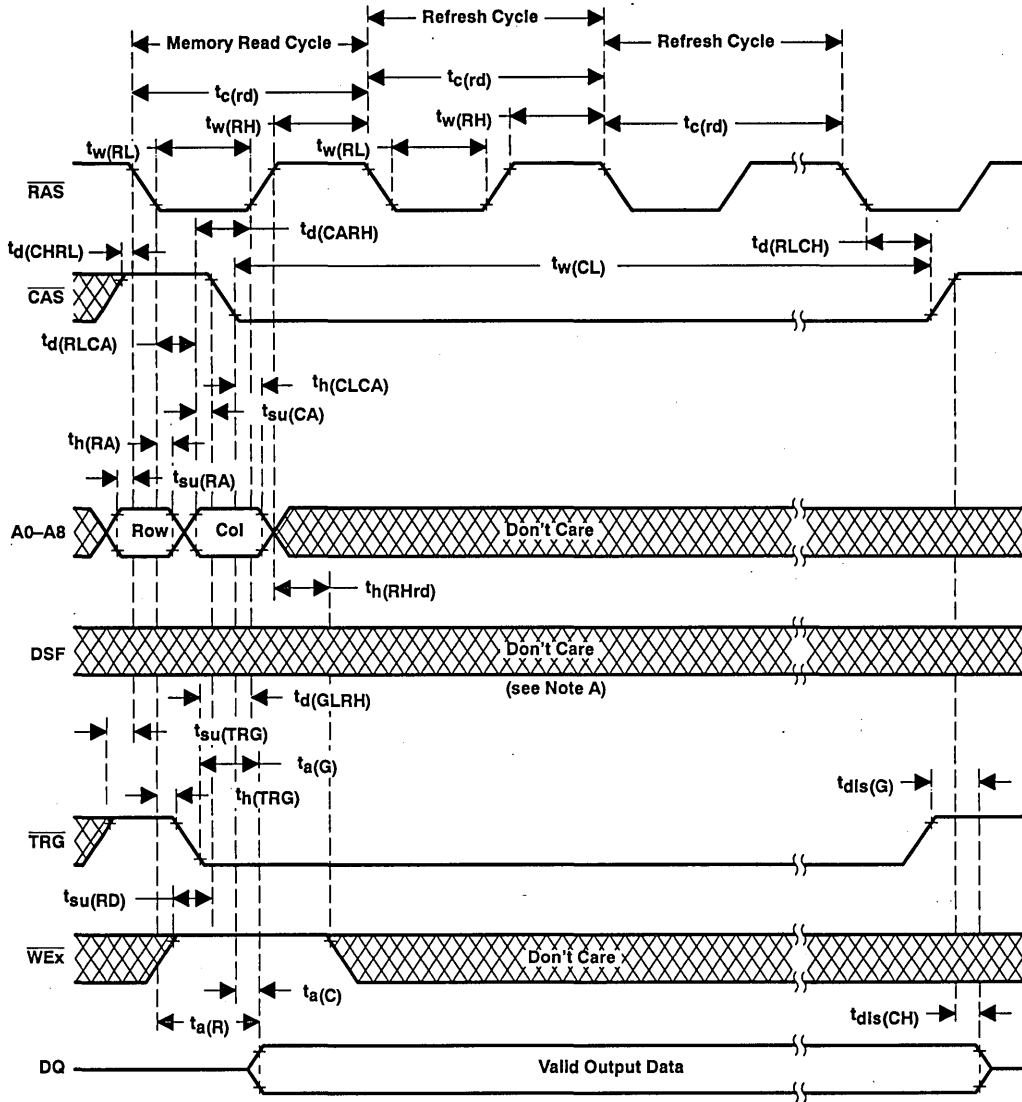 Refresh Cycle
Memory Read Cycle
Refresh Cycle
tc(rd)
tc(rd)
tw(RH)
tw(RH)
tc(rd)
tw(RL)
tw(RL)
RAS
td(CARH)
td(CHRL)
td(RLCH)
tw(CL)
CAS
td(RLCA)
th(CLCA)
tsu(CA)
th(RA)
tsu(RA)
A0–A8
Row
Col
Don't Care
th(RHrd)
DSF
Don't Care
(see Note A)
td(GLRH)
tsu(TRG)
ta(G)
tdis(G)
th(TRG)
TRG
tsu(RD)
WEx
Don't Care
ta(C)
ta(R)
tdis(CH)
DQ
Valid Output Data